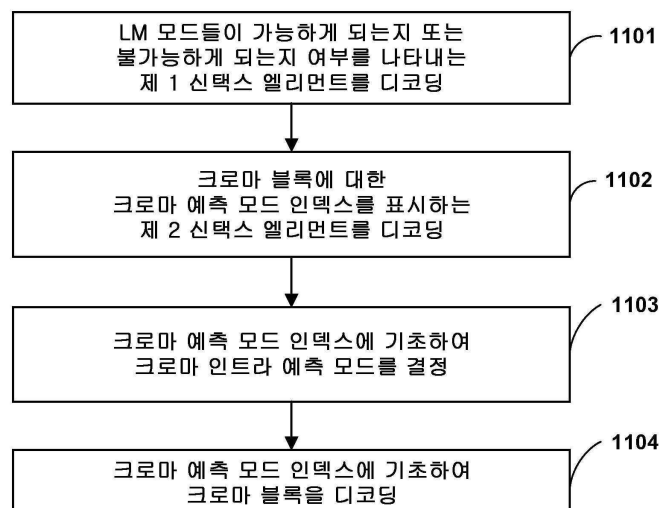 LM 모드들이 가능하게 되는지 또는
불가능하게 되는지 여부를 나타내는
제 1 신택스 엘리먼트를 디코딩
1101
크로마 블록에 대한
크로마 예측 모드 인덱스를 표시하는
제 2 신택스 엘리먼트를 디코딩
1102
크로마 예측 모드 인덱스에 기초하여
크로마 인트라 예측 모드를 결정
1103
크로마 예측 모드 인덱스에 기초하여
크로마 블록을 디코딩
1104